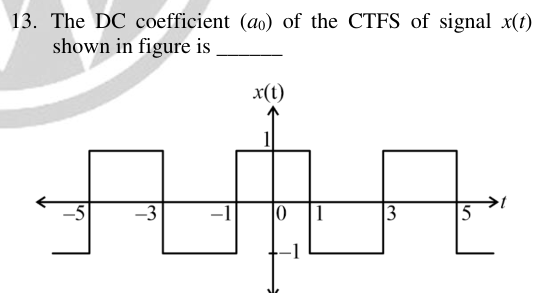 13. The DC coefficient (a₀) of the CTFS of signal x(t)
shown in figure is ______
x(t)
1
–5 –3 –1 0 1 3 5 t
–1